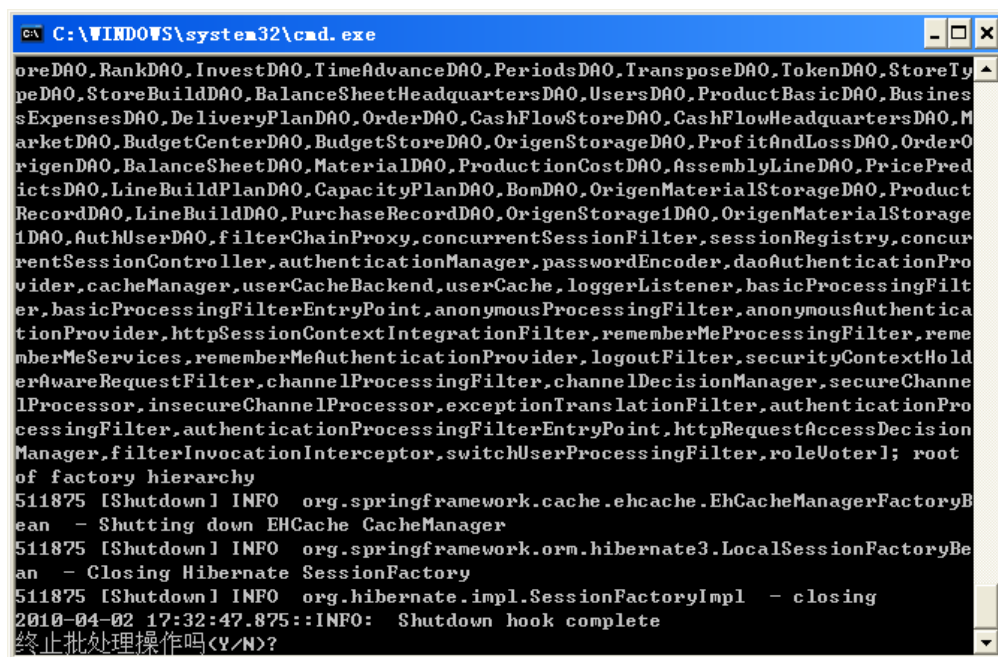 C:\WINDOWS\system32\cmd.exe
oreDAO,RankDAO,InvestDAO,TimeAdvanceDAO,PeriodsDAO,TransposeDAO,TokenDAO,StoreTy
peDAO,StoreBuildDAO,BalanceSheetHeadquartersDAO,UsersDAO,ProductBasicDAO,Busines
sExpensesDAO,DeliveryPlanDAO,OrderDAO,CashFlowStoreDAO,CashFlowHeadquartersDAO,M
arketDAO,BudgetCenterDAO,BudgetStoreDAO,OrigenStorageDAO,ProfitAndLossDAO,OrderO
rigenDAO,BalanceSheetDAO,MaterialDAO,ProductionCostDAO,AssemblyLineDAO,PricePred
ictsDAO,LineBuildPlanDAO,CapacityPlanDAO,BomDAO,OrigenMaterialStorageDAO,Product
RecordDAO,LineBuildDAO,PurchaseRecordDAO,OrigenStorage1DAO,OrigenMaterialStorage
1DAO,AuthUserDAO,filterChainProxy,concurrentSessionFilter,sessionRegistry,concur
rentSessionController,authenticationManager,passwordEncoder,daoAuthenticationPro
vider,cacheManager,userCacheBackend,userCache,loggerListener,basicProcessingFilt
er,basicProcessingFilterEntryPoint,anonymousProcessingFilter,anonymousAuthentica
tionProvider,httpSessionContextIntegrationFilter,rememberMeProcessingFilter,reme
mberMeServices,rememberMeAuthenticationProvider,logoutFilter,securityContextHold
erAwareRequestFilter,channelProcessingFilter,channelDecisionManager,secureChanne
lProcessor,insecureChannelProcessor,exceptionTranslationFilter,authenticationPro
cessingFilter,authenticationProcessingFilterEntryPoint,httpRequestAccessDecision
Manager,filterInvocationInterceptor,switchUserProcessingFilter,roleVoter]; root
of factory hierarchy
511875 [Shutdown] INFO  org.springframework.cache.ehcache.EhCacheManagerFactoryB
ean  - Shutting down EHCache CacheManager
511875 [Shutdown] INFO  org.springframework.orm.hibernate3.LocalSessionFactoryBe
an  - Closing Hibernate SessionFactory
511875 [Shutdown] INFO  org.hibernate.impl.SessionFactoryImpl  - closing
2010-04-02 17:32:47.875::INFO:  Shutdown hook complete
终止批处理操作吗(Y/N)?